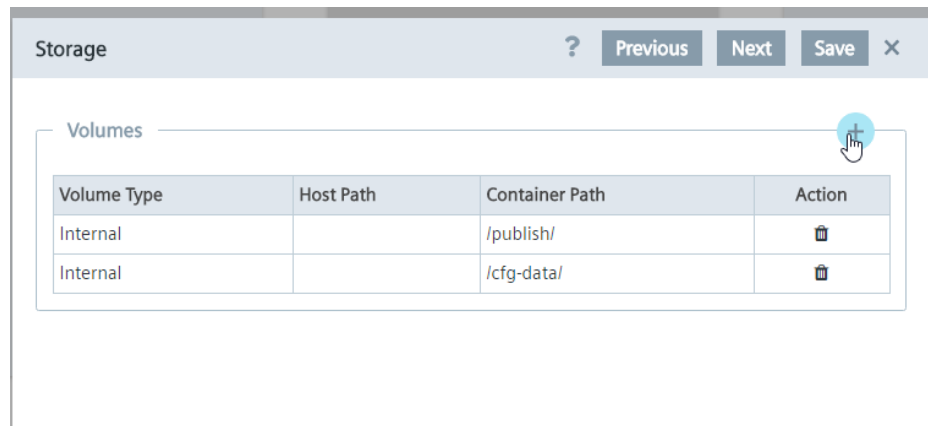 Storage ? Previous Next Save ×
Volumes +
Volume Type Host Path Container Path Action
Internal /publish/
Internal /cfg-data/